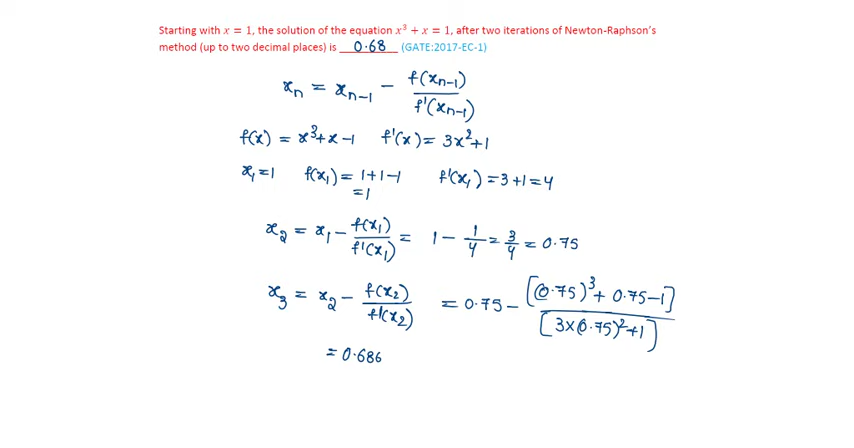 Starting with x = 1, the solution of the equation x³ + x = 1, after two iterations of Newton-Raphson's
method (up to two decimal places) is 0.68 (GATE:2017-EC-1)
xₙ = xₙ₋₁ − f(xₙ₋₁)/f'(xₙ₋₁)
f(x) = x³+x−1 f'(x) = 3x²+1
x₁=1 f(x₁) = 1+1−1 f'(x₁) = 3+1=4
=1
x₂ = x₁ − f(x₁)/f'(x₁) = 1 − 1/4 = 3/4 = 0.75
x₃ = x₂ − f(x₂)/f'(x₂) = 0.75 − [(0.75)³ + 0.75−1]/[3×(0.75)²+1]
= 0.686